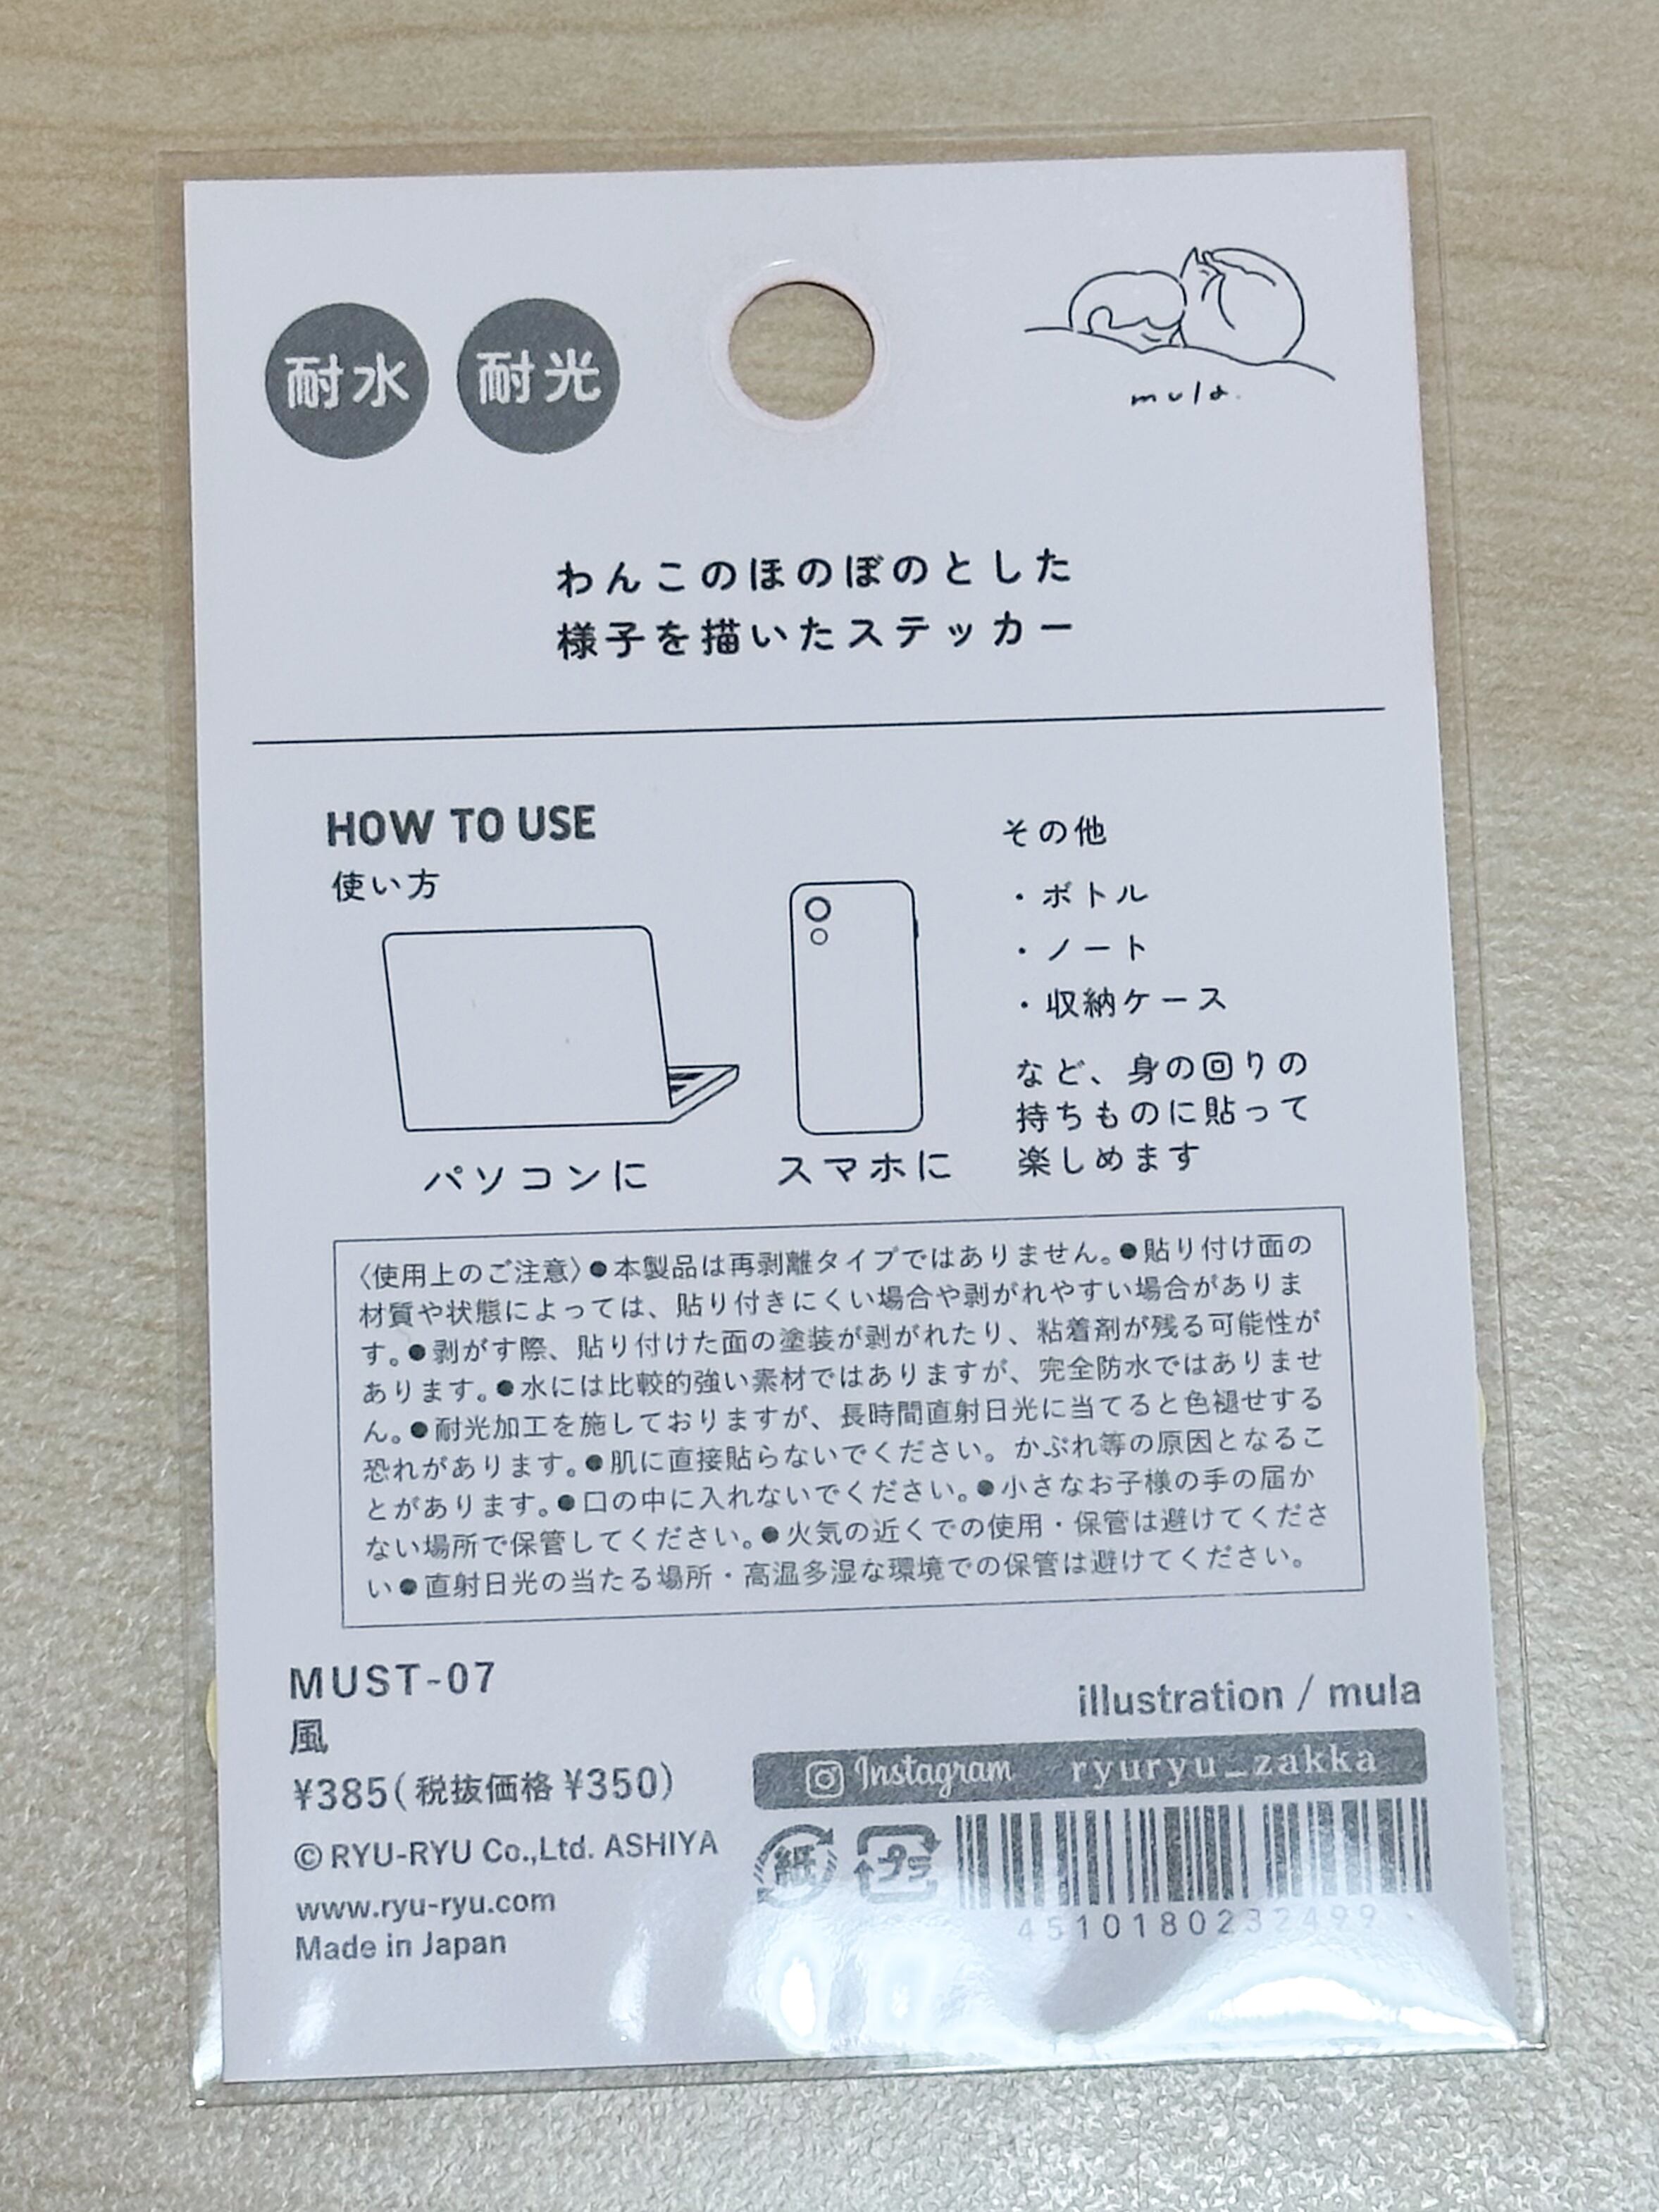 耐水 耐光
mula.
わんこのほのぼのとした
様子を描いたステッカー
HOW TO USE
使い方
パソコンに
スマホに
その他
・ボトル
・ノート
・収納ケース
など、身の回りの
持ちものに貼って
楽しめます
〈使用上のご注意〉●本製品は再剥離タイプではありません。●貼り付け面の
材質や状態によっては、貼り付きにくい場合や剥がれやすい場合がありま
す。●剥がす際、貼り付けた面の塗装が剥がれたり、粘着剤が残る可能性が
あります。●水には比較的強い素材ではありますが、完全防水ではありませ
ん。●耐光加工を施しておりますが、長時間直射日光に当てると色褪せする
恐れがあります。●肌に直接貼らないでください。かぶれ等の原因となるこ
とがあります。●口の中に入れないでください。●小さなお子様の手の届か
ない場所で保管してください。●火気の近くでの使用・保管は避けてくださ
い●直射日光の当たる場所・高温多湿な環境での保管は避けてください。
MUST-07
風
¥385(税抜価格 ¥350)
© RYU-RYU Co.,Ltd. ASHIYA
www.ryu-ryu.com
Made in Japan
illustration / mula
Instagram ryuryu_zakka
紙 プラ
4510180232499